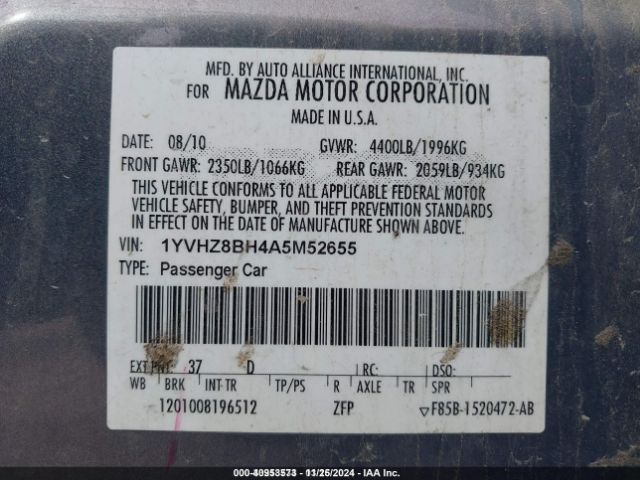 MFD. BY AUTO ALLIANCE INTERNATIONAL, INC.
FOR MAZDA MOTOR CORPORATION
MADE IN U.S.A.
DATE: 08/10 GVWR: 4400LB/1996KG
FRONT GAWR: 2350LB/1066KG REAR GAWR: 2059LB/934KG
THIS VEHICLE CONFORMS TO ALL APPLICABLE FEDERAL MOTOR
VEHICLE SAFETY, BUMPER, AND THEFT PREVENTION STANDARDS
IN EFFECT ON THE DATE OF MANUFACTURE SHOWN ABOVE.
VIN: 1YVHZ8BH4A5M52655
TYPE: Passenger Car
EXT PNT: 37 D RC: DSO:
WB BRK INT TR TP/PS R AXLE TR SPR
1201008196512 ZFP ▽F85B-1520472-AB
- IAA Inc.